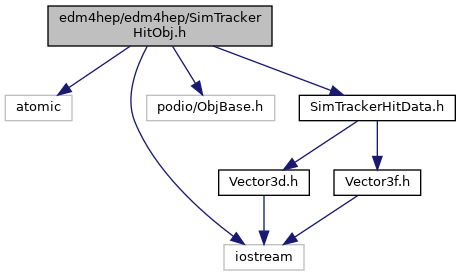 edm4hep/edm4hep/SimTracker
HitObj.h
atomic
podio/ObjBase.h
SimTrackerHitData.h
Vector3d.h
Vector3f.h
iostream